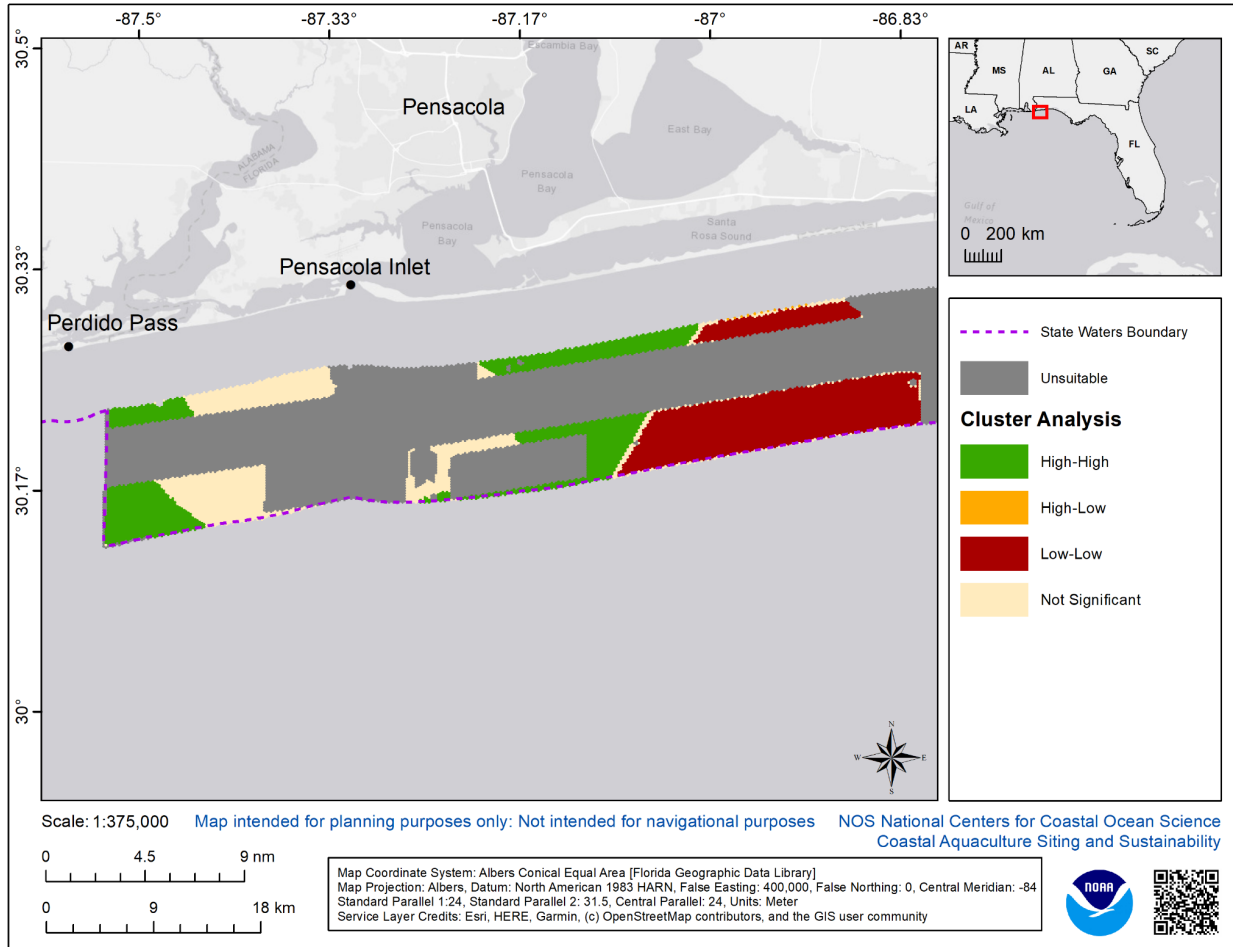 -87.5°
-87.33°
-87.17°
-87°
-86.83°
30.5°
30.33°
30.17°
30°
Escambia Bay
Pensacola
East Bay
ALABAMA
FLORIDA
Pensacola
Bay
Pensacola
Bay
Santa
Rosa Sound
Pensacola Inlet
Perdido Pass
N
W
E
S
AR
SC
MS
AL
GA
LA
FL
Gulf of
Mexico
0 200 km
State Waters Boundary
Unsuitable
Cluster Analysis
High-High
High-Low
Low-Low
Not Significant
Scale: 1:375,000
Map intended for planning purposes only: Not intended for navigational purposes
NOS National Centers for Coastal Ocean Science
Coastal Aquaculture Siting and Sustainability
0 4.5 9 nm
0 9 18 km
Map Coordinate System: Albers Conical Equal Area [Florida Geographic Data Library]
Map Projection: Albers, Datum: North American 1983 HARN, False Easting: 400,000, False Northing: 0, Central Meridian: -84
Standard Parallel 1:24, Standard Parallel 2: 31.5, Central Parallel: 24, Units: Meter
Service Layer Credits: Esri, HERE, Garmin, (c) OpenStreetMap contributors, and the GIS user community
NOAA